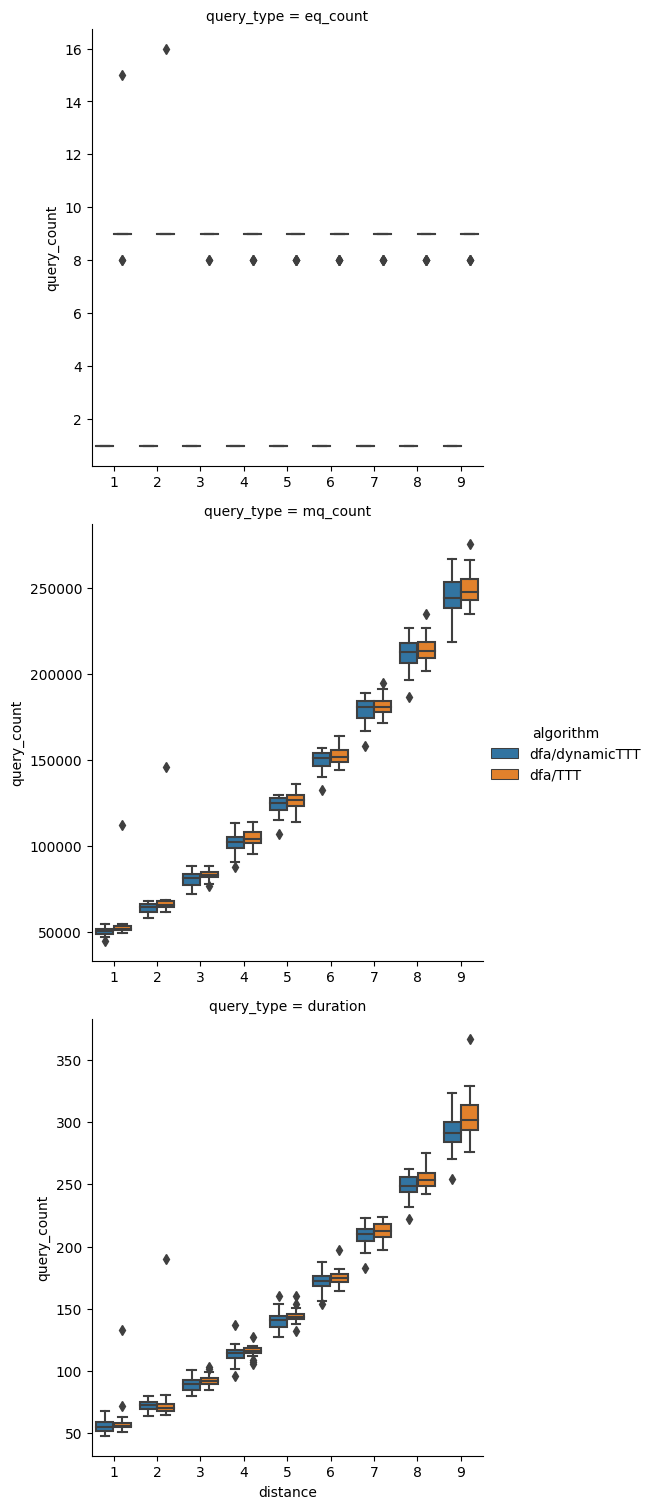 query_type = eq_count
16
14
12
10
8
6
4
2
query_count
1 2 3 4 5 6 7 8 9
query_type = mq_count
250000
200000
150000
100000
50000
query_count
1 2 3 4 5 6 7 8 9
algorithm
dfa/dynamicTTT
dfa/TTT
query_type = duration
350
300
250
200
150
100
50
query_count
1 2 3 4 5 6 7 8 9
distance